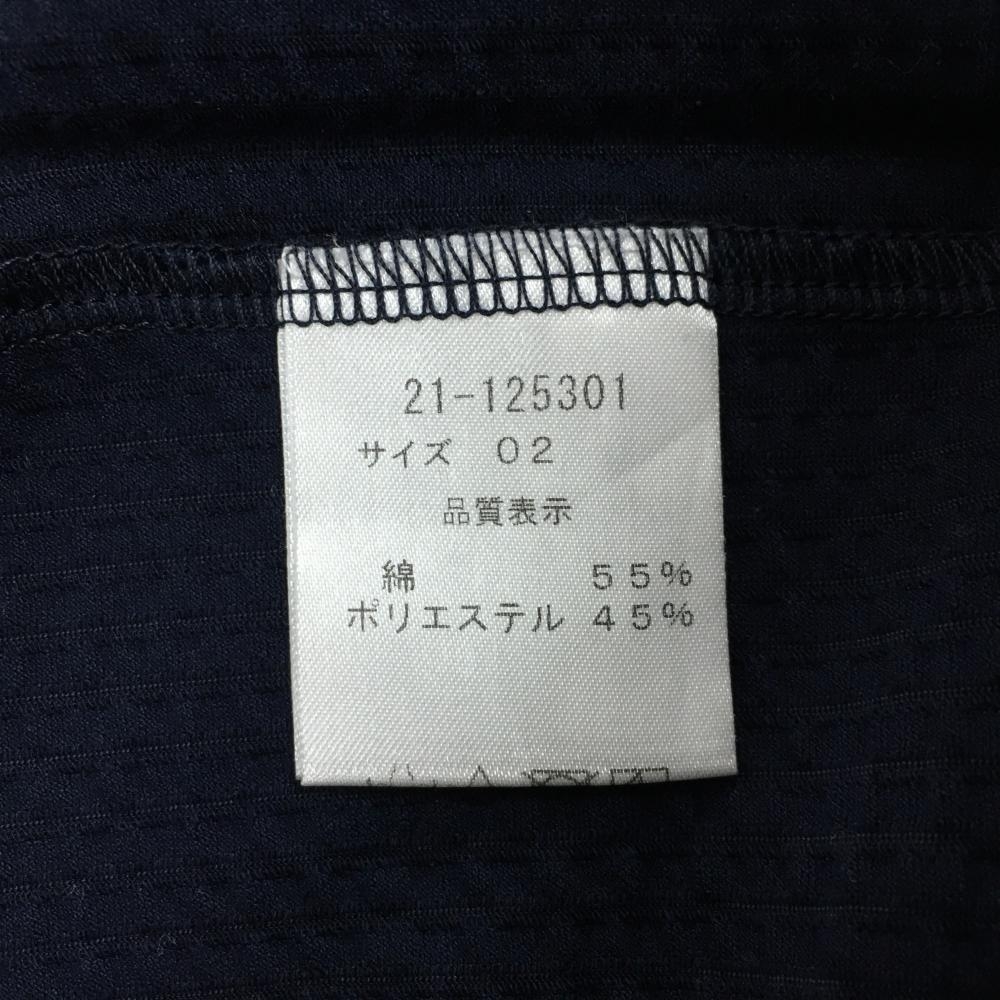 21-125301
サイズ 02
品質表示
綿 55%
ポリエステル 45%